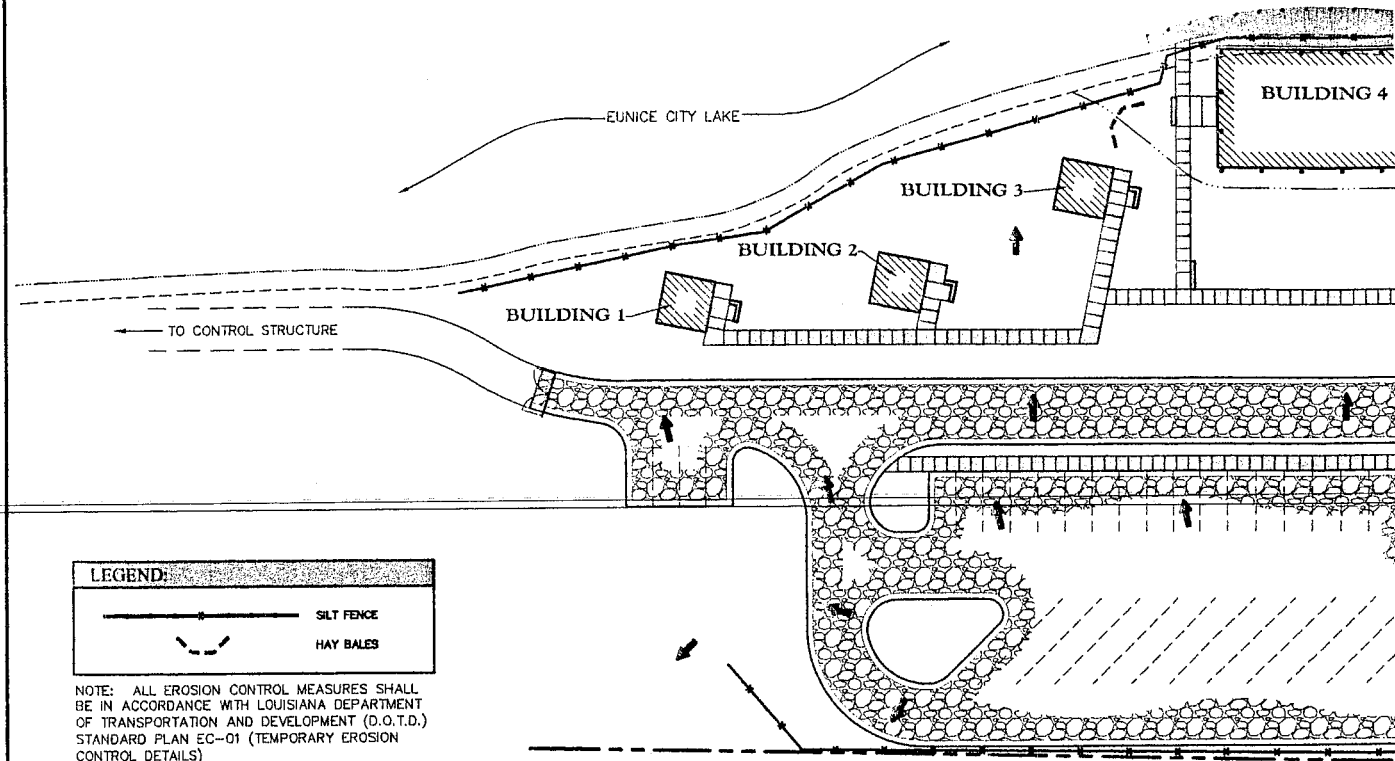 BUILDING 4
EUNICE CITY LAKE
BUILDING 3
BUILDING 2
BUILDING 1
TO CONTROL STRUCTURE
LEGEND:
SILT FENCE
HAY BALES
NOTE: ALL EROSION CONTROL MEASURES SHALL
BE IN ACCORDANCE WITH LOUISIANA DEPARTMENT
OF TRANSPORTATION AND DEVELOPMENT (D.O.T.D.)
STANDARD PLAN EC-01 (TEMPORARY EROSION
CONTROL DETAILS)